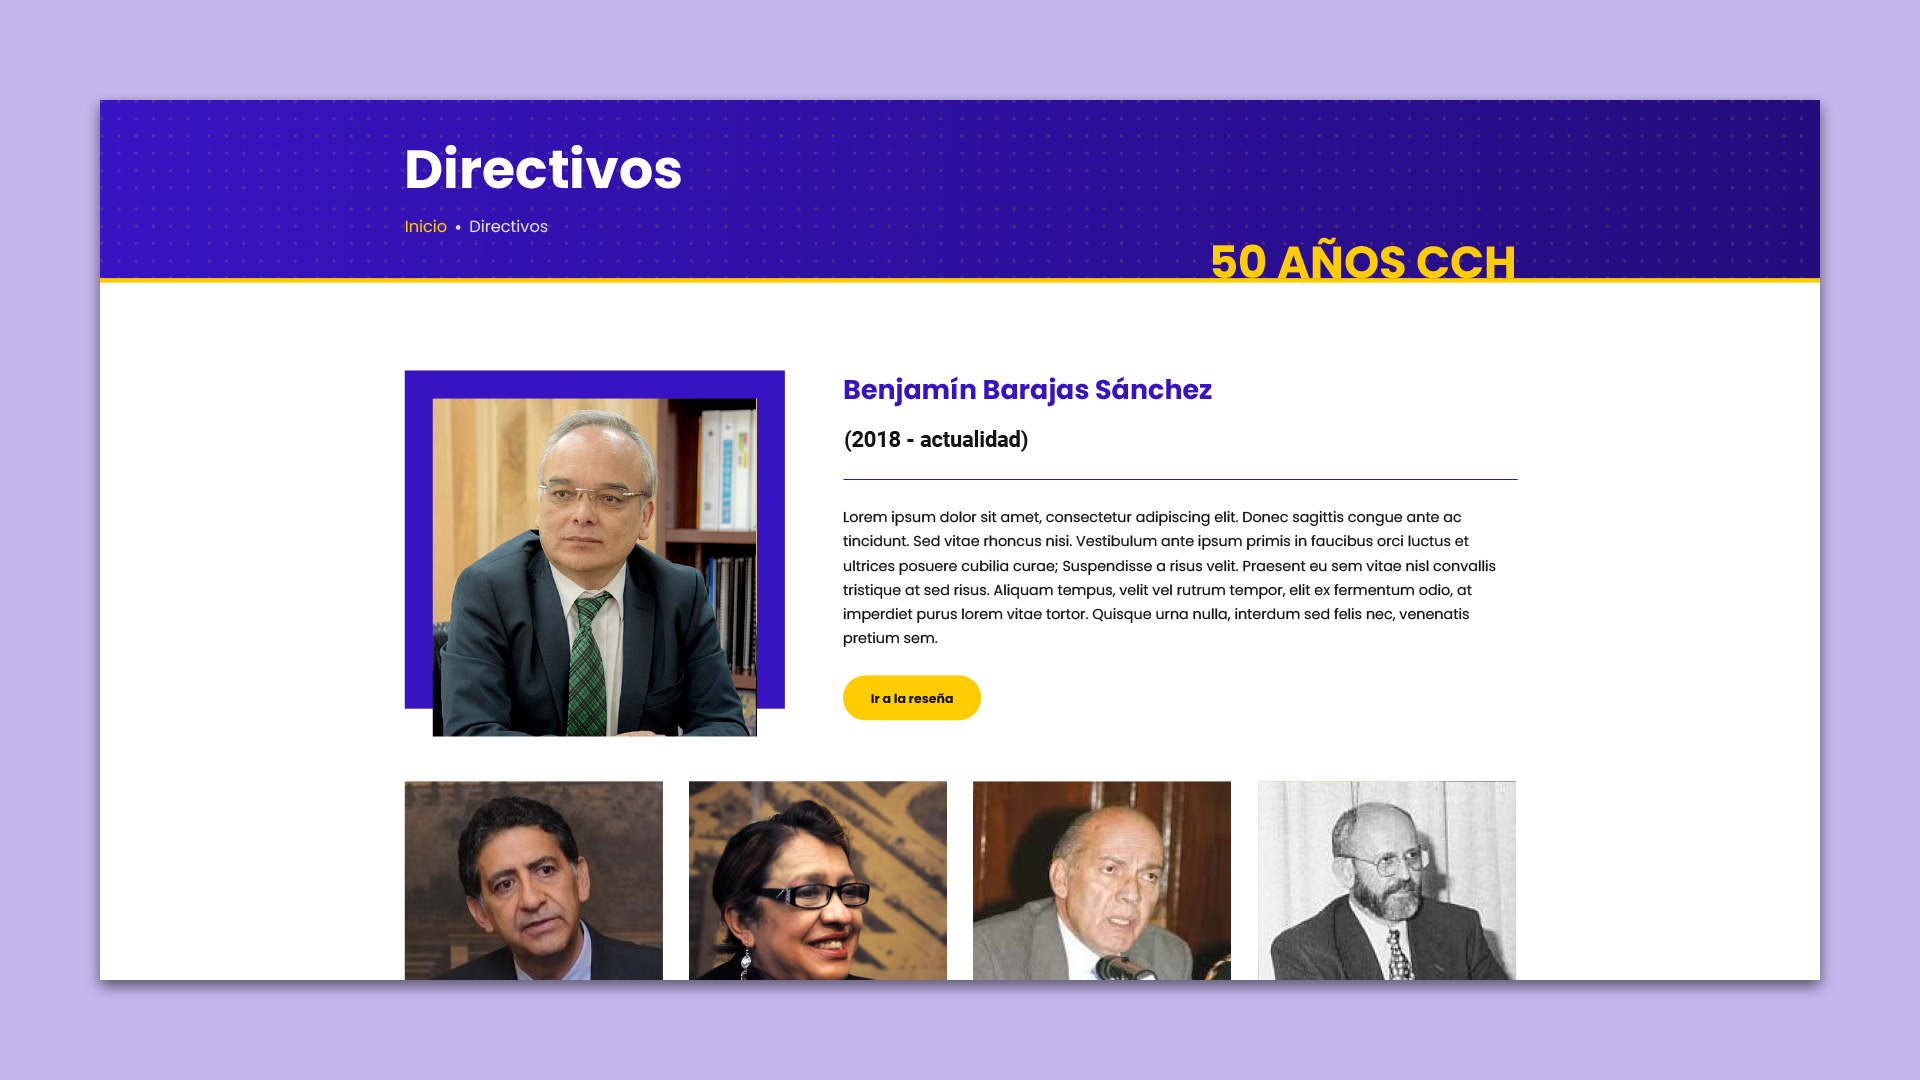 Directivos
Inicio • Directivos
50 AÑOS CCH
Benjamín Barajas Sánchez
(2018 - actualidad)
Lorem ipsum dolor sit amet, consectetur adipiscing elit. Donec sagittis congue ante ac
tincidunt. Sed vitae rhoncus nisi. Vestibulum ante ipsum primis in faucibus orci luctus et
ultrices posuere cubilia curae; Suspendisse a risus velit. Praesent eu sem vitae nisl convallis
tristique at sed risus. Aliquam tempus, velit vel rutrum tempor, elit ex fermentum odio, at
imperdiet purus lorem vitae tortor. Quisque urna nulla, interdum sed felis nec, venenatis
pretium sem.
Ir a la reseña